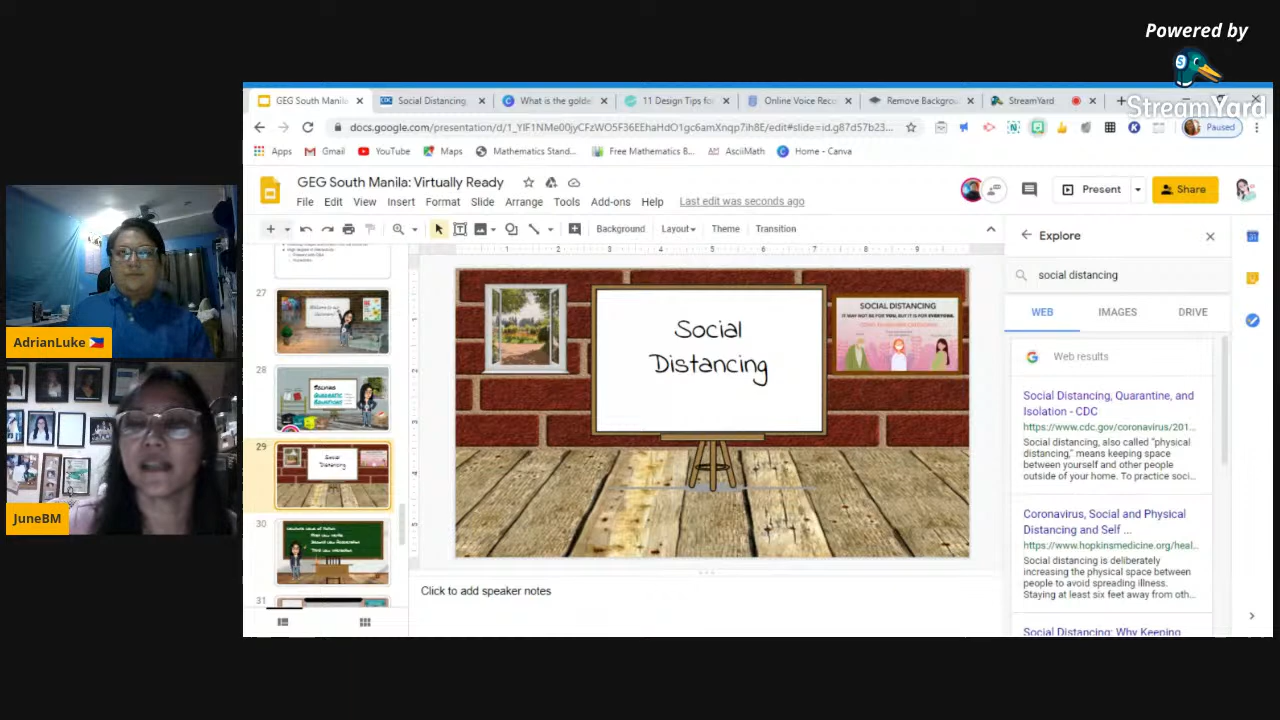 Powered by
StreamYard
GEG South Manila
Social Distancing,
What is the golde
11 Design Tips fo
Online Voice Reco
Remove Backgrou
StreamYard
docs.google.com/presentation/d/1_YIF1NMe00jyCFzWO5F36EEhaHdO1gc6amXnqp7ih8E/edit#slide=id.g87d57b23...
Paused
Apps
Gmail
YouTube
Maps
Mathematics Stand...
Free Mathematics B...
AsciiMath
Home - Canva
GEG South Manila: Virtually Ready
File Edit View Insert Format Slide Arrange Tools Add-ons Help
Last edit was seconds ago
Present
Share
Background
Layout
Theme
Transition
Explore
social distancing
WEB
IMAGES
DRIVE
Web results
Social Distancing, Quarantine, and
Isolation - CDC
https://www.cdc.gov/coronavirus/201...
Social distancing, also called "physical
distancing," means keeping
space between yourself and other people
outside of your home. To practice soci...
Coronavirus, Social and Physical
Distancing and Self ...
https://www.hopkinsmedicine.org/heal...
Social distancing is deliberately
increasing the physical space between
people to avoid spreading illness.
Staying at least six feet away from oth...
Social Distancing: Why Keeping
27
28
29
30
31
Social
Distancing
SOCIAL DISTANCING
IT MAY NOT BE FOR YOU, BUT IT IS FOR EVERYONE.
Click to add speaker notes
AdrianLuke
JuneBM